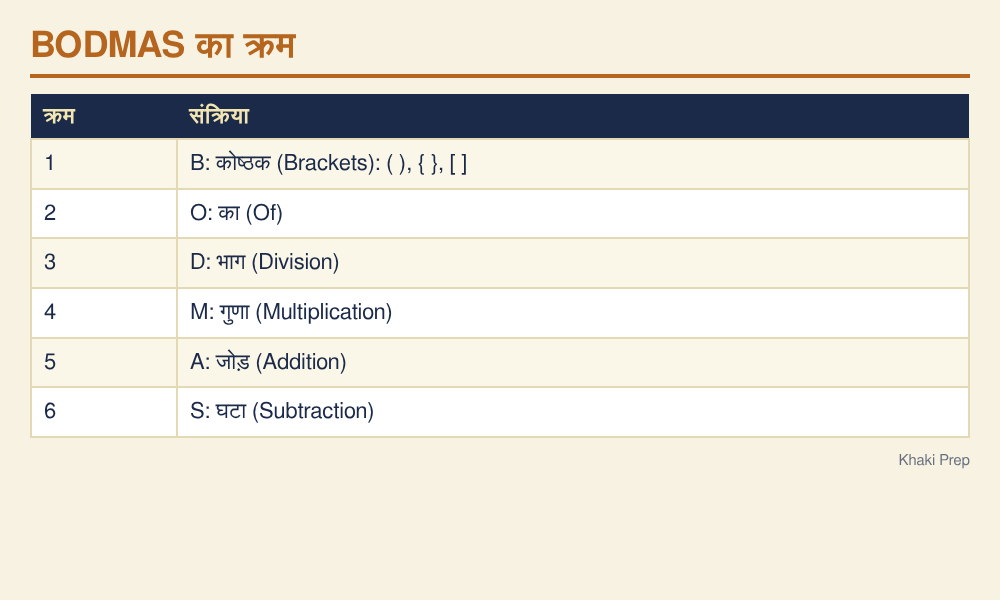 BODMAS का क्रम
क्रम संक्रिया
1 B: कोष्ठक (Brackets): ( ), { }, [ ]
2 O: का (Of)
3 D: भाग (Division)
4 M: गुणा (Multiplication)
5 A: जोड़ (Addition)
6 S: घटा (Subtraction)
Khaki Prep